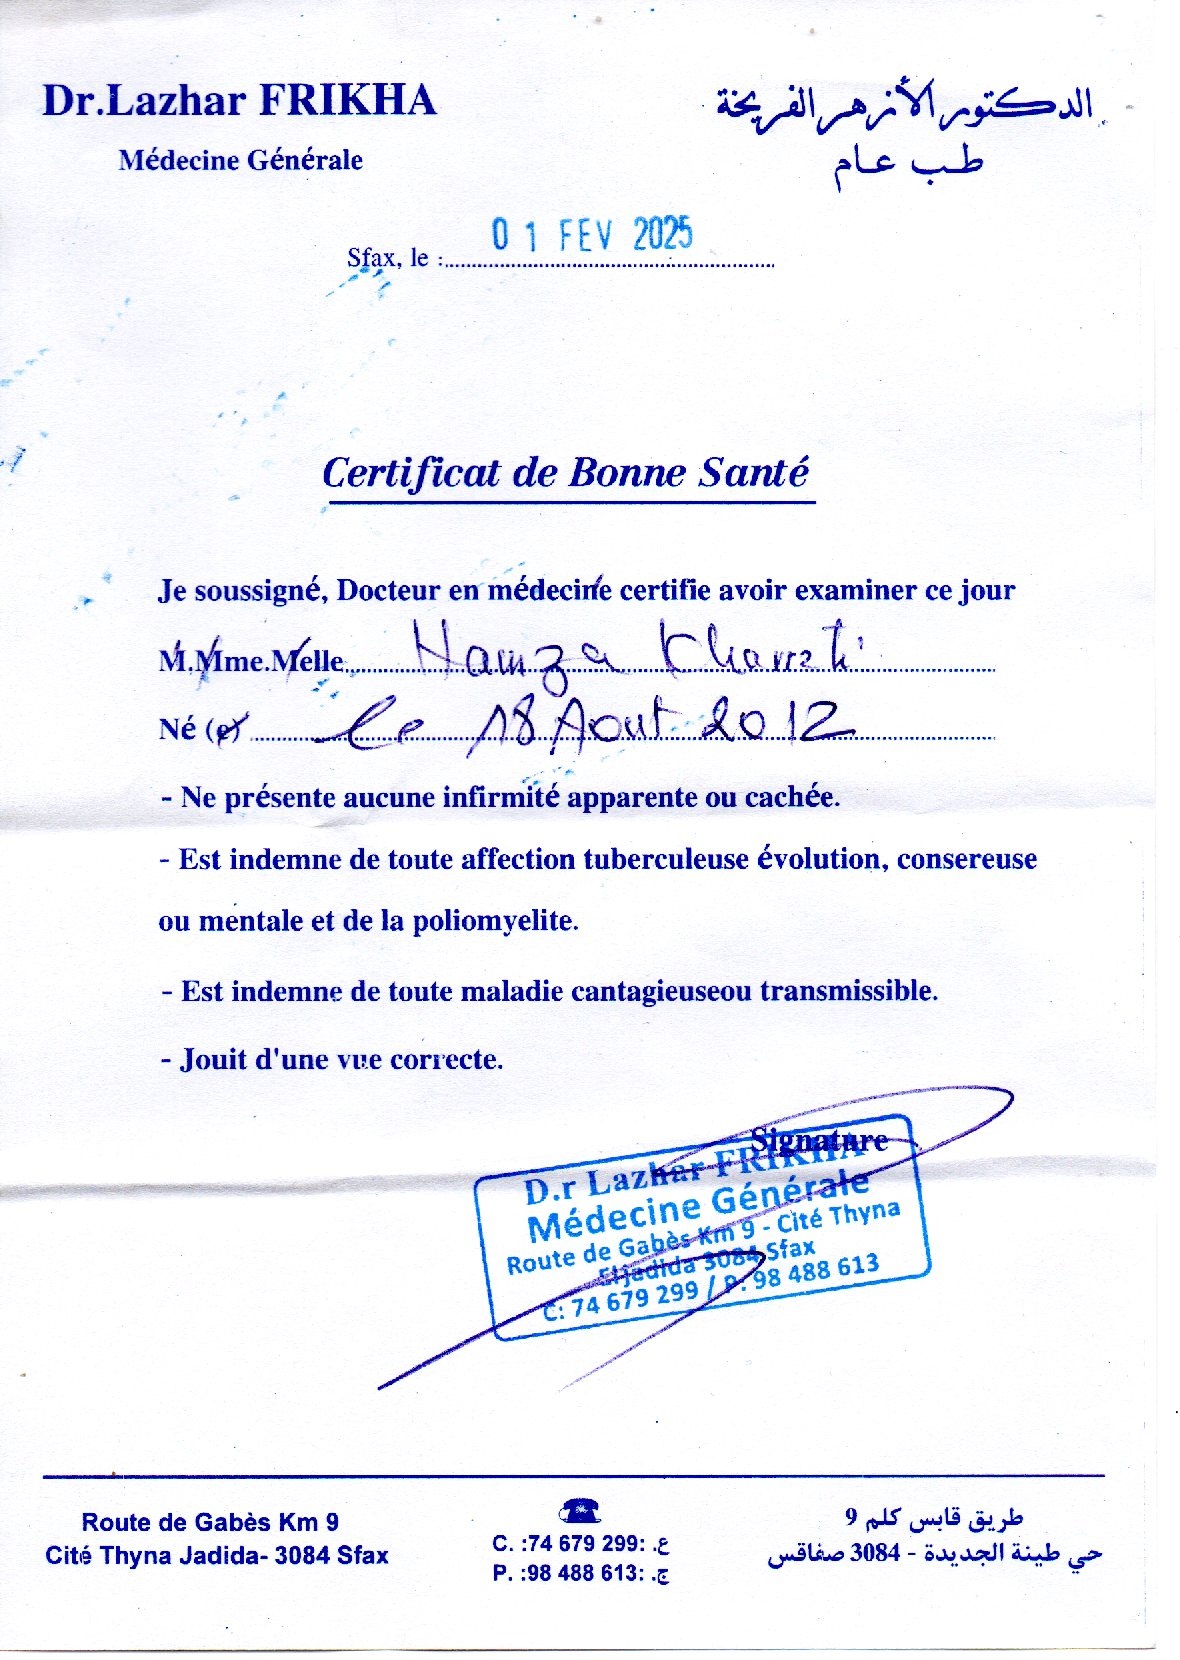 Dr.Lazhar FRIKHA
Médecine Générale
الدكتور الأزهر الفريخة
طب عام
01 FEV 2025
Sfax, le :
Certificat de Bonne Santé
Je soussigné, Docteur en médecine certifie avoir examiner ce jour
M.Mme.Melle Hamza
Né (e) le 18 Aout 2012
- Ne présente aucune infirmité apparente ou cachée.
- Est indemne de toute affection tuberculeuse évolution, consereuse
ou mentale et de la poliomyelite.
- Est indemne de toute maladie cantagieuseou transmissible.
- Jouit d'une vue correcte.
Signature
D.r Lazhar FRIKHA
Médecine Générale
Route de Gabès Km 9 - Cité Thyna
Eljadida 3084 Sfax
C: 74 679 299 / P: 98 488 613
Route de Gabès Km 9
Cité Thyna Jadida- 3084 Sfax
C. :74 679 299: .ع
P. :98 488 613: .ج
طريق قابس كلم 9
حي طينة الجديدة - 3084 صفاقس